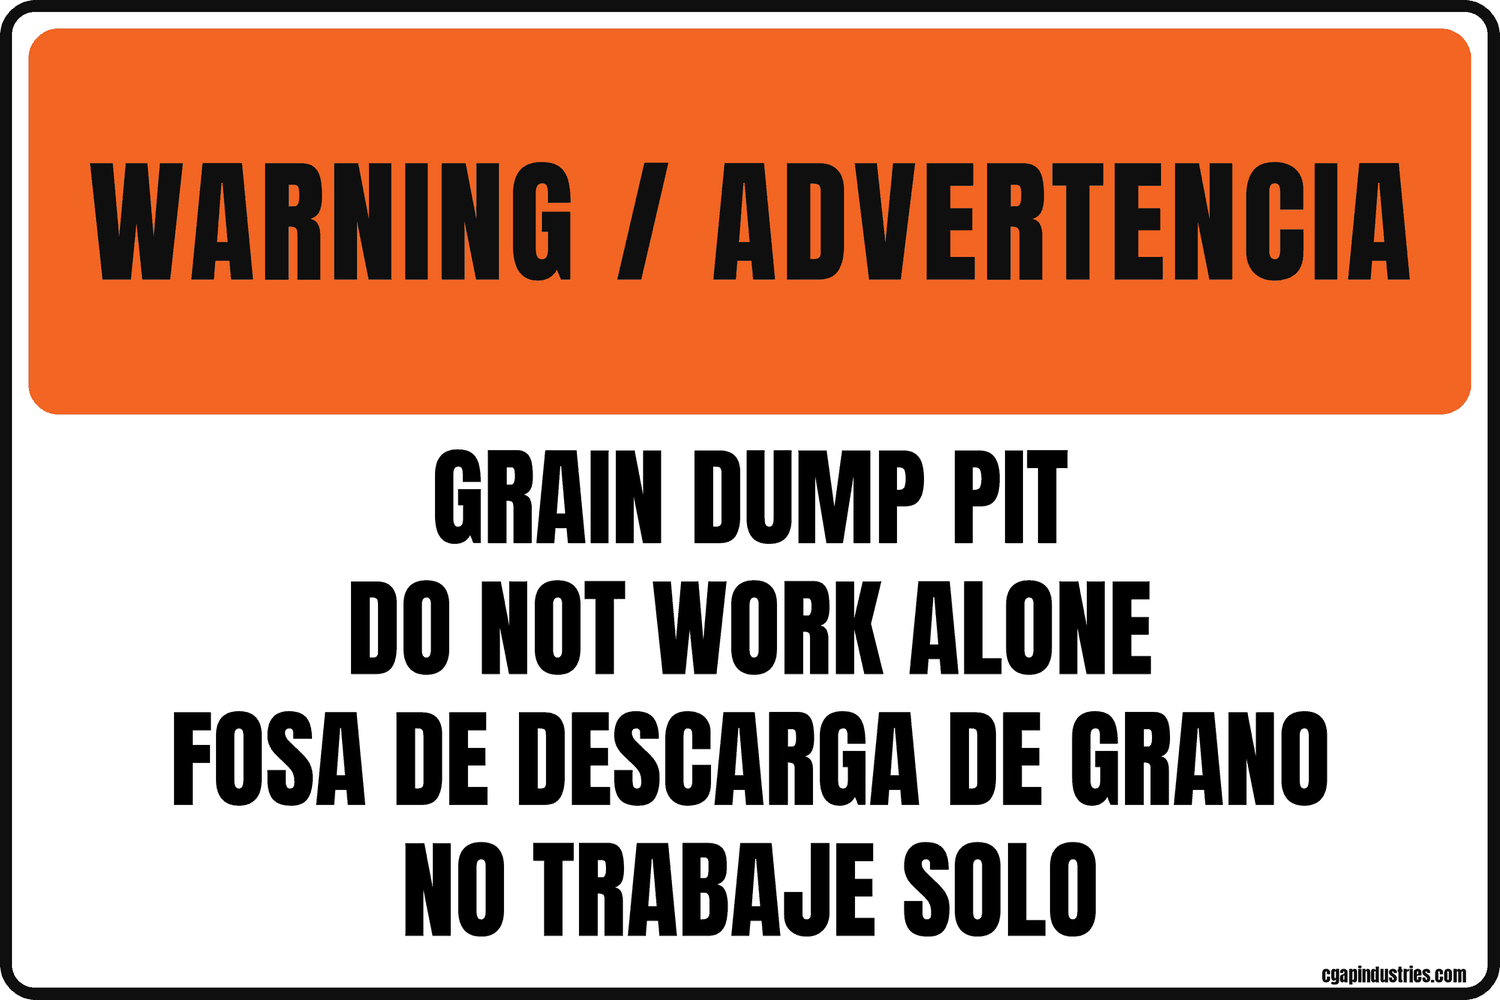 WARNING / ADVERTENCIA
GRAIN DUMP PIT
DO NOT WORK ALONE
FOSA DE DESCARGA DE GRANO
NO TRABAJE SOLO
cgapindustries.com